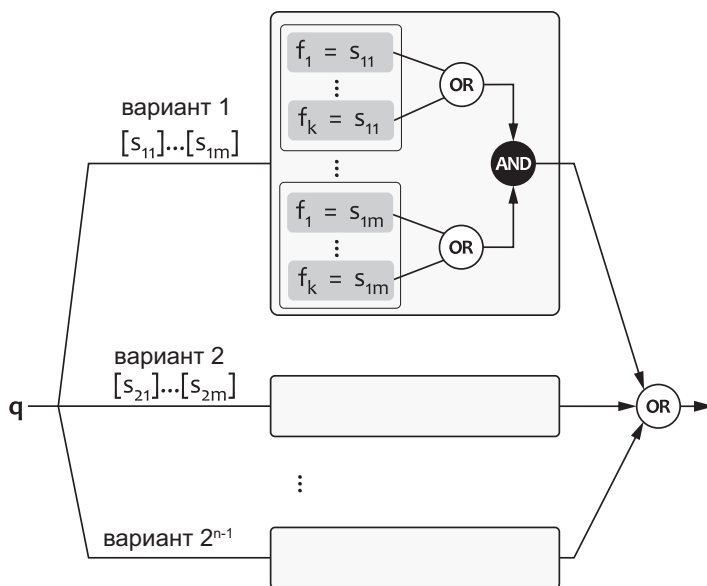 f₁ = s₁₁
⋮
fₖ = s₁₁
OR
вариант 1
[s₁₁]...[s₁ₘ]
⋮
AND
f₁ = s₁ₘ
⋮
fₖ = s₁ₘ
OR
вариант 2
[s₂₁]...[s₂ₘ]
q
OR
⋮
вариант 2ⁿ⁻¹